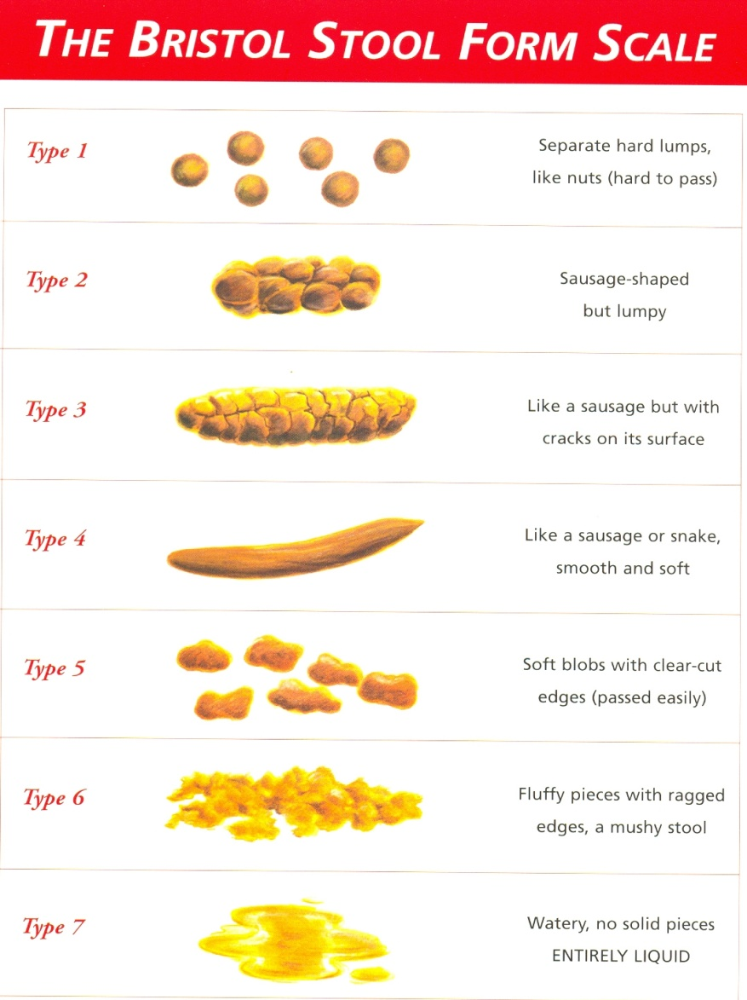 THE BRISTOL STOOL FORM SCALE
Type 1
Separate hard lumps,
like nuts (hard to pass)
Type 2
Sausage-shaped
but lumpy
Type 3
Like a sausage but with
cracks on its surface
Type 4
Like a sausage or snake,
smooth and soft
Type 5
Soft blobs with clear-cut
edges (passed easily)
Type 6
Fluffy pieces with ragged
edges, a mushy stool
Type 7
Watery, no solid pieces
ENTIRELY LIQUID